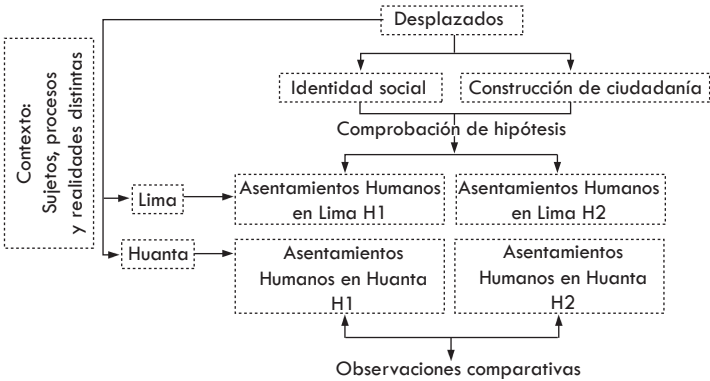 Desplazados
Contexto:
Sujetos, procesos
y realidades distintas
Identidad social
Construcción de ciudadanía
Comprobación de hipótesis
Lima
Asentamientos Humanos
en Lima H1
Asentamientos Humanos
en Lima H2
Huanta
Asentamientos
Humanos en Huanta
H1
Asentamientos
Humanos en Huanta
H2
Observaciones comparativas